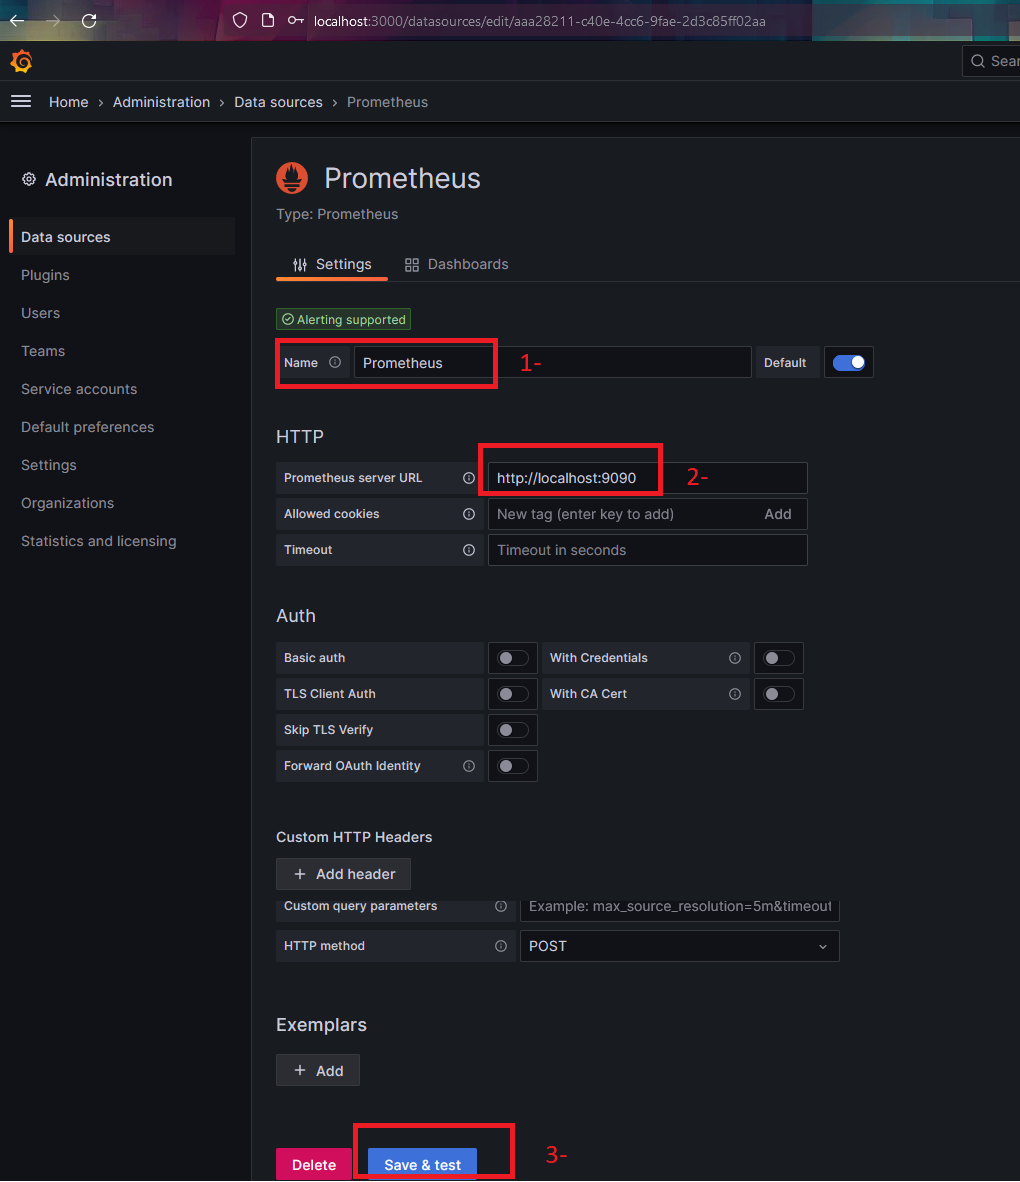 localhost:3000/datasources/edit/aaa28211-c40e-4cc6-9fae-2d3c85ff02aa
Sear
Home › Administration › Data sources › Prometheus
Administration
Data sources
Plugins
Users
Teams
Service accounts
Default preferences
Settings
Organizations
Statistics and licensing
Prometheus
Type: Prometheus
Settings Dashboards
Alerting supported
Name Prometheus 1- Default
HTTP
Prometheus server URL http://localhost:9090 2-
Allowed cookies New tag (enter key to add) Add
Timeout Timeout in seconds
Auth
Basic auth With Credentials
TLS Client Auth With CA Cert
Skip TLS Verify
Forward OAuth Identity
Custom HTTP Headers
+ Add header
Custom query parameters Example: max_source_resolution=5m&timeout
HTTP method POST
Exemplars
+ Add
Delete Save & test 3-